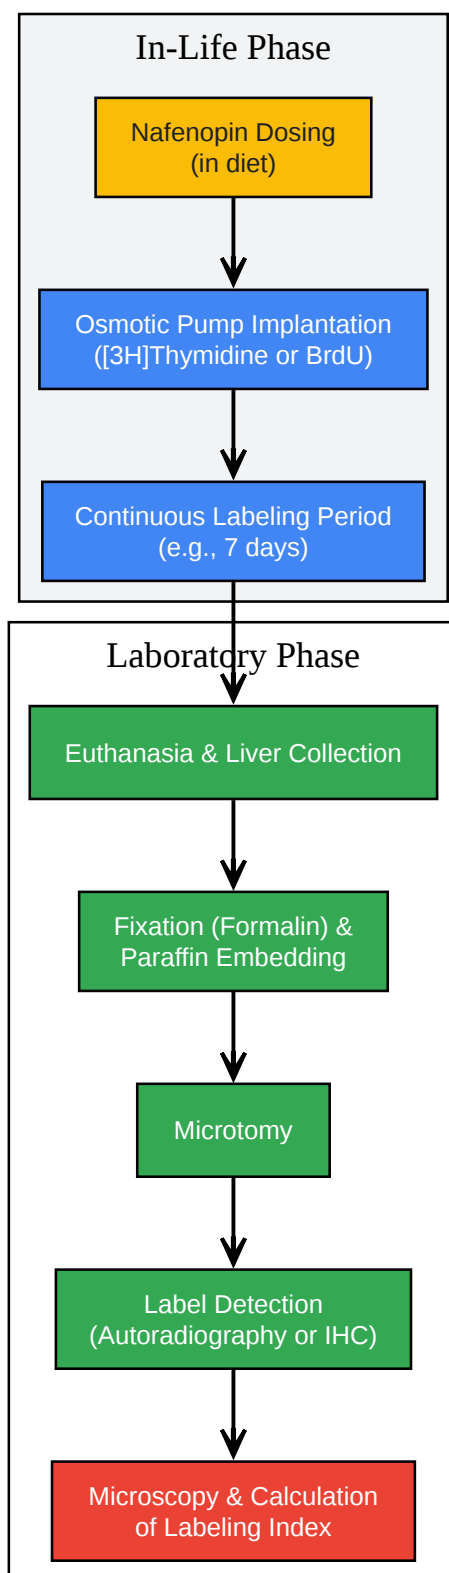 In-Life Phase
Nafenopin Dosing
(in diet)
Osmotic Pump Implantation
([3H]Thymidine or BrdU)
Continuous Labeling Period
(e.g., 7 days)
Laboratory Phase
Euthanasia & Liver Collection
Fixation (Formalin) &
Paraffin Embedding
Microtomy
Label Detection
(Autoradiography or IHC)
Microscopy & Calculation
of Labeling Index